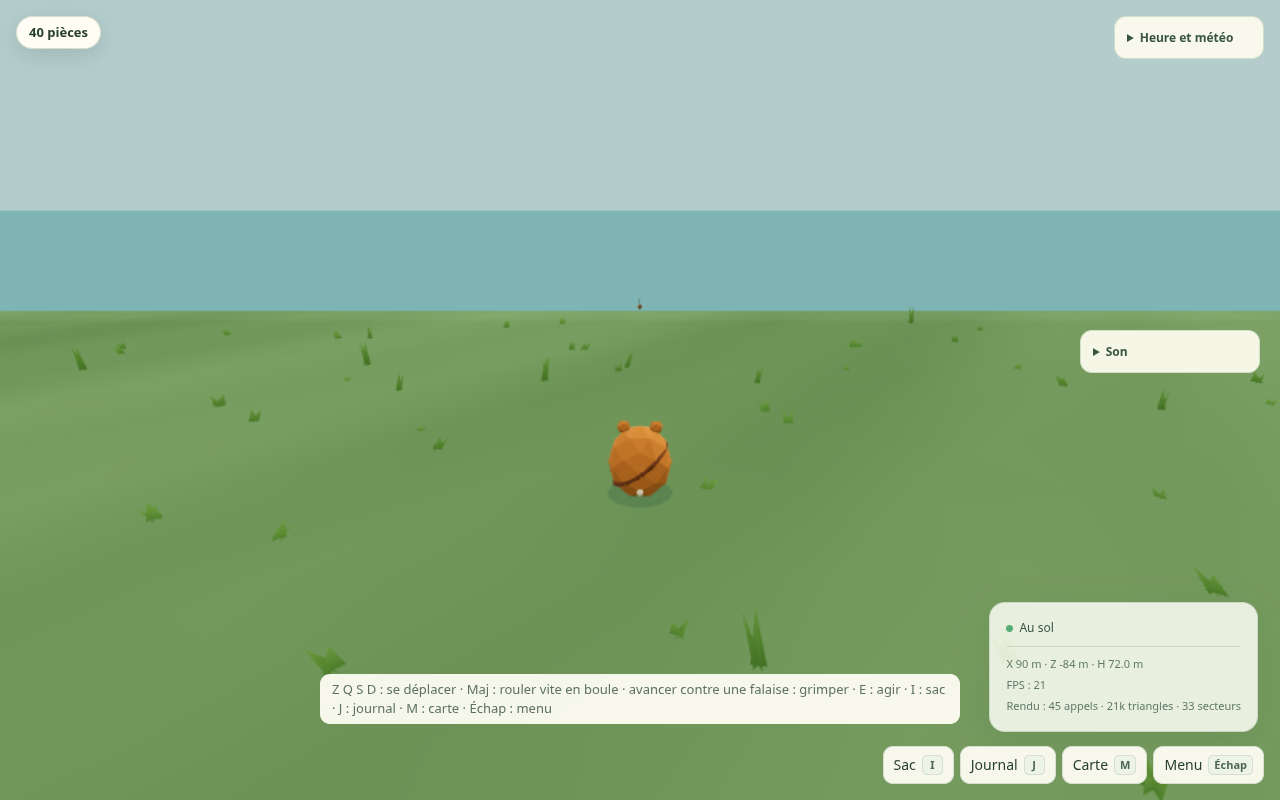 40 pièces
Heure et météo
Son
Au sol
X 90 m · Z -84 m · H 72.0 m
FPS : 21
Rendu : 45 appels · 21k triangles · 33 secteurs
Z Q S D : se déplacer · Maj : rouler vite en boule · avancer contre une falaise : grimper · E : agir · I : sac
· J : journal · M : carte · Échap : menu
Sac I Journal J Carte M Menu Échap